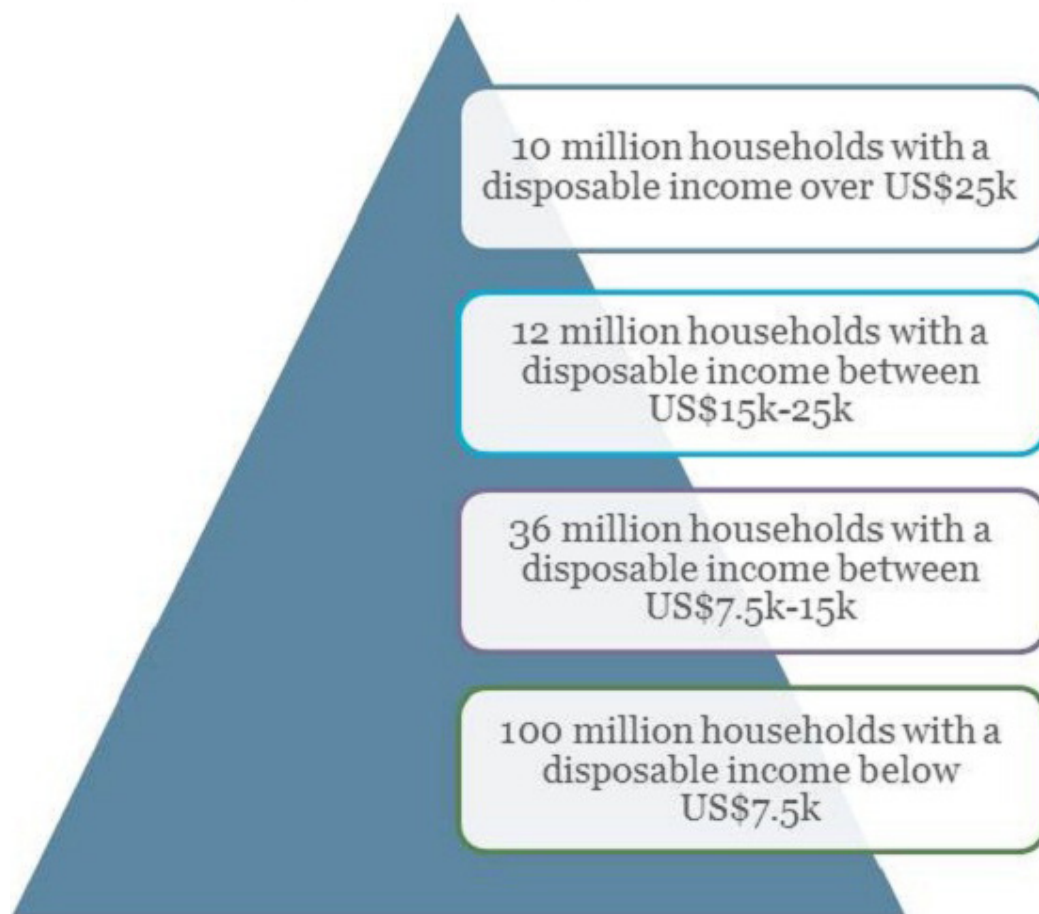 10 million households with a
disposable income over US$25k
12 million households with a
disposable income between
US$15k-25k
36 million households with a
disposable income between
US$7.5k-15k
100 million households with a
disposable income below
US$7.5k